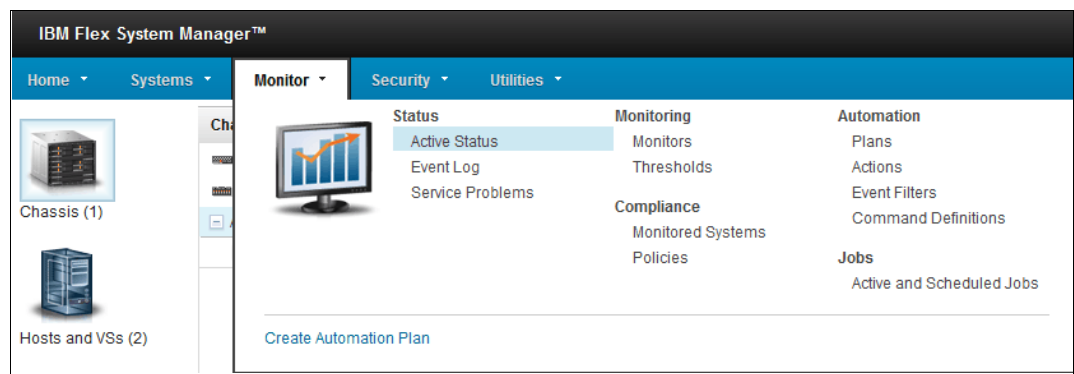 IBM Flex System Manager™
Home Systems Monitor Security Utilities
Status
Active Status
Event Log
Service Problems
Monitoring
Monitors
Thresholds
Compliance
Monitored Systems
Policies
Automation
Plans
Actions
Event Filters
Command Definitions
Jobs
Active and Scheduled Jobs
Create Automation Plan
Chassis (1)
Hosts and VSs (2)